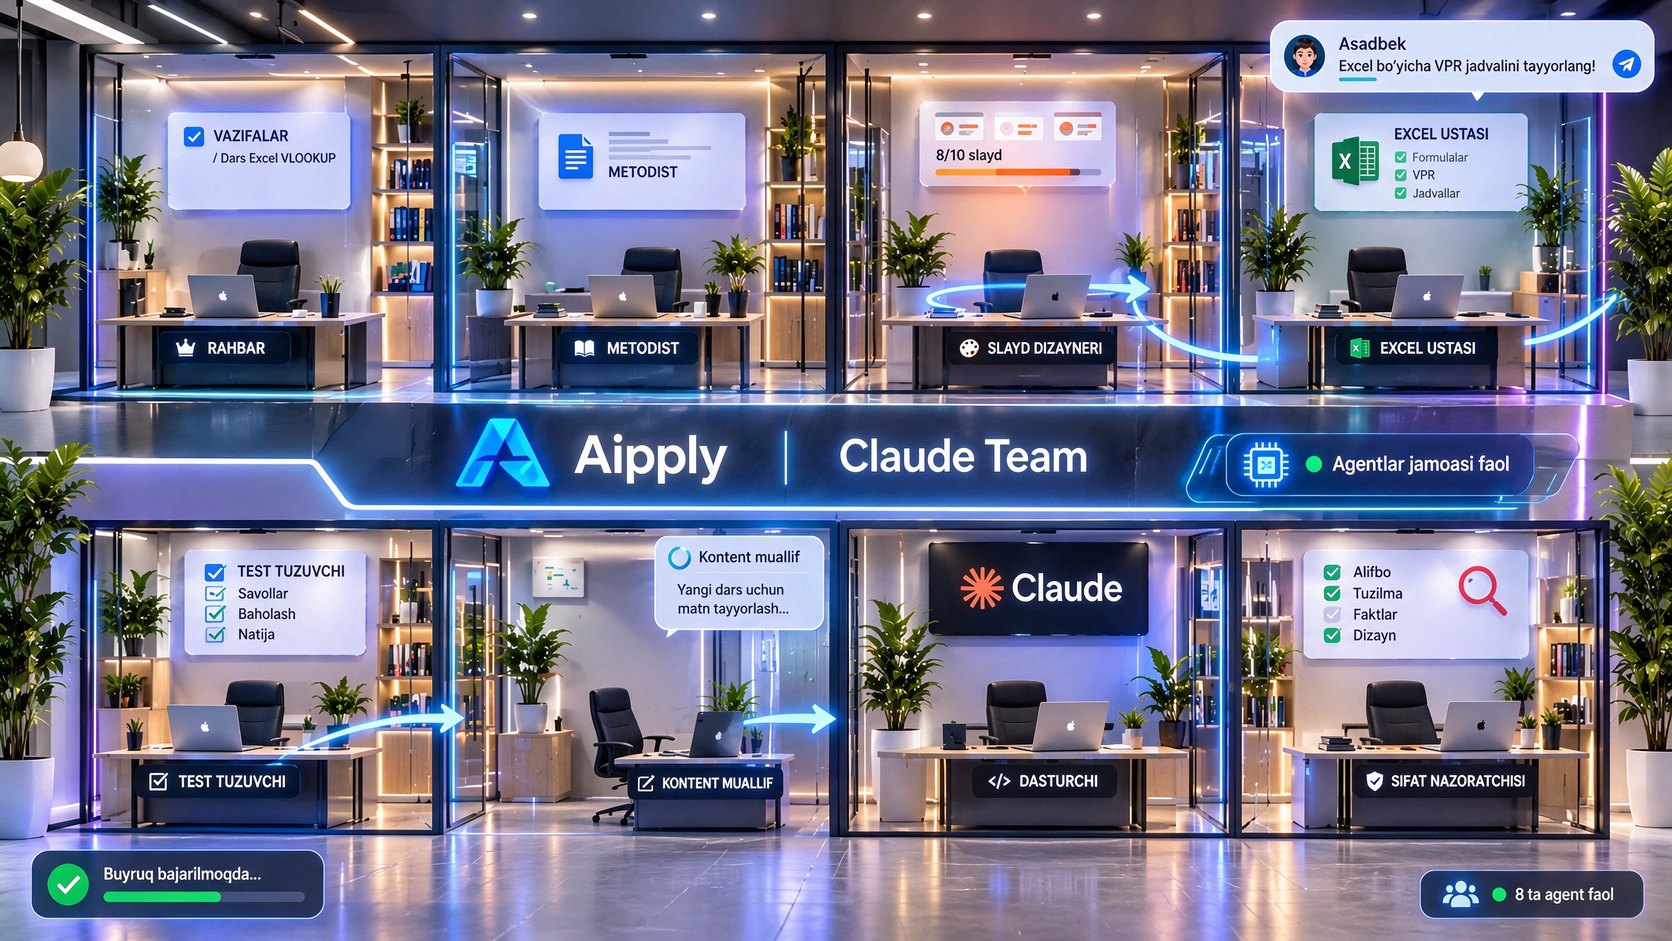 Asadbek
Excel bo‘yicha VPR jadvalini tayyorlang!
VAZIFALAR
/ Dars Excel VLOOKUP
METODIST
8/10 slayd
EXCEL USTASI
Formulalar
VPR
Jadvallar
RAHBAR
METODIST
SLAYD DIZAYNERI
EXCEL USTASI
Aipply | Claude Team
Agentlar jamoasi faol
TEST TUZUVCHI
Savollar
Baholash
Natija
Kontent muallif
Yangi dars uchun
matn tayyorlash...
Claude
Alifbo
Tuzilma
Faktlar
Dizayn
TEST TUZUVCHI
KONTENT MUALLIF
</> DASTURCHI
SIFAT NAZORATCHISI
Buyruq bajarilmoqda...
8 ta agent faol